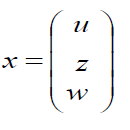 x = ( u
z
w )